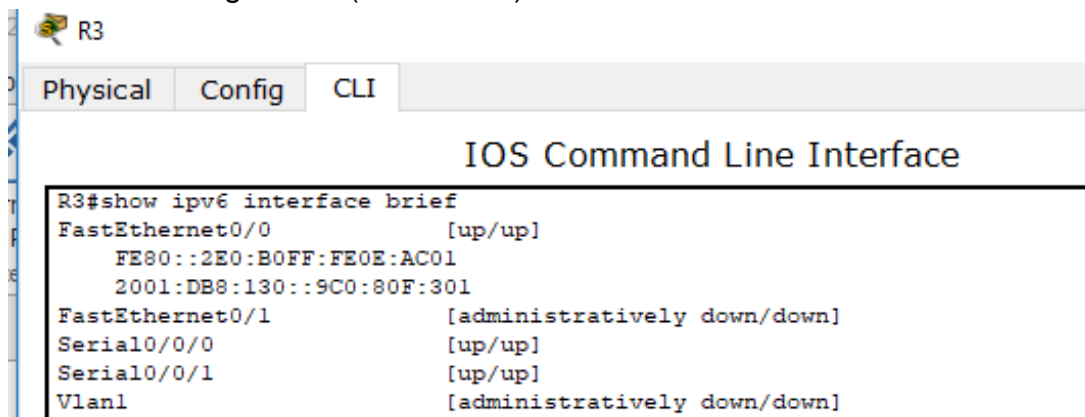 R3
Physical Config CLI
IOS Command Line Interface
R3#show ipv6 interface brief
FastEthernet0/0 [up/up]
FE80::2E0:B0FF:FE0E:AC01
2001:DB8:130::9C0:80F:301
FastEthernet0/1 [administratively down/down]
Serial0/0/0 [up/up]
Serial0/0/1 [up/up]
Vlan1 [administratively down/down]